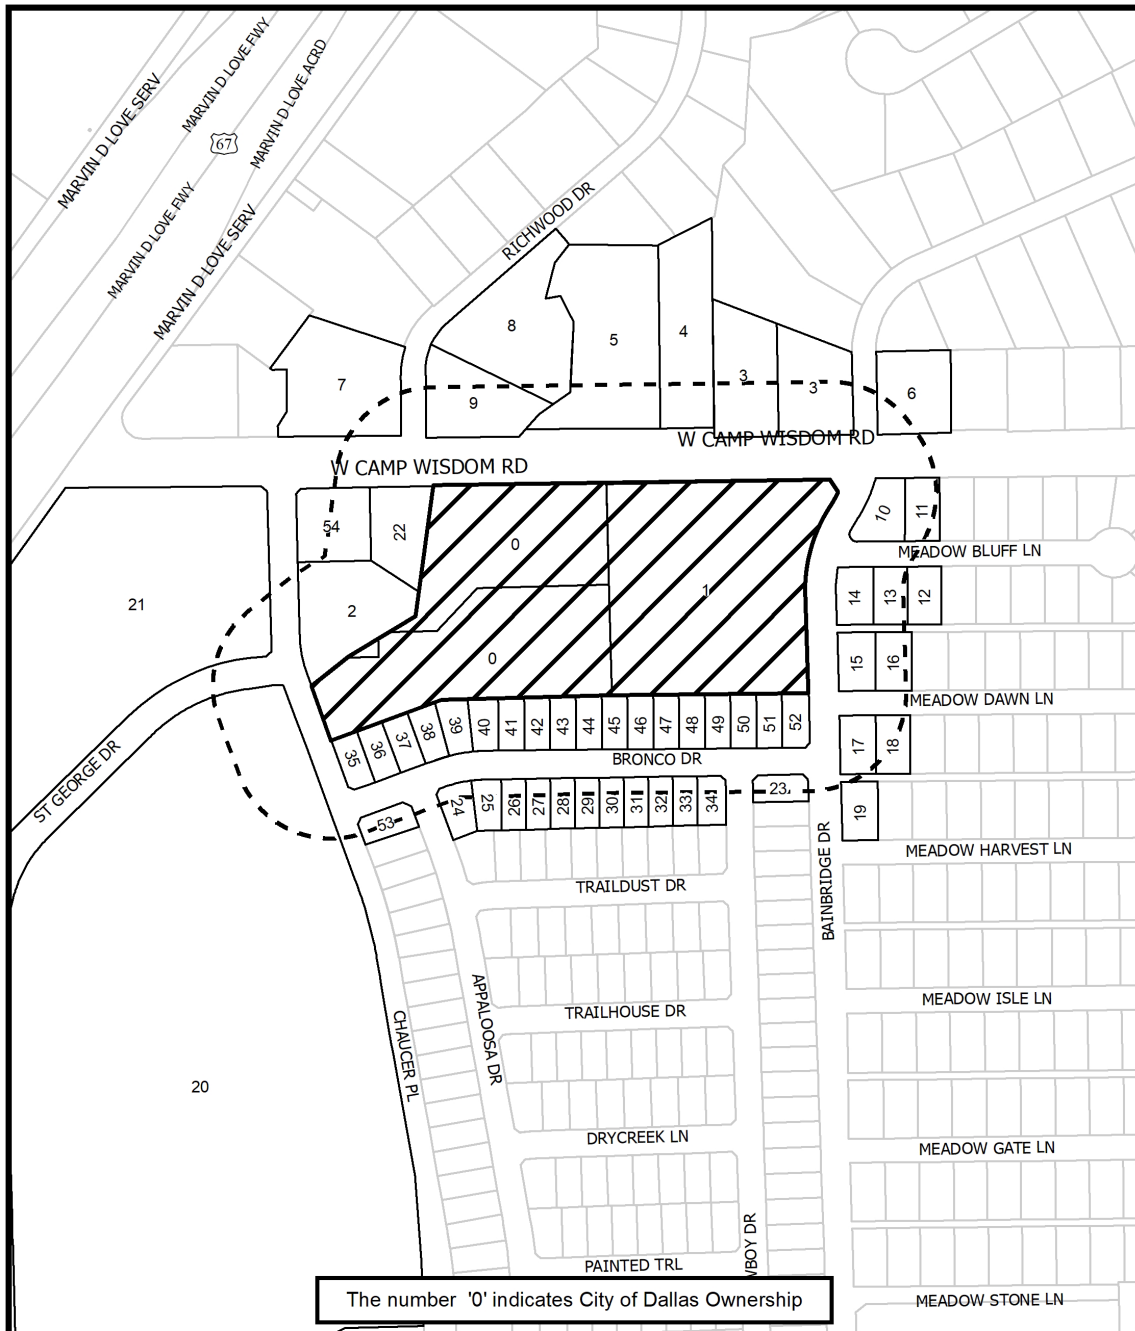 MARVIN D LOVE FWY
MARVIN D LOVE ACRD
MARVIN D LOVE SERV
67
MARVIN D LOVE FWY
MARVIN D LOVE SERV
RICHWOOD DR
8
5
4
7
9
3
3
6
W CAMP WISDOM RD
W CAMP WISDOM RD
54
22
0
10
11
MEADOW BLUFF LN
21
2
1
14
13
12
0
15
16
MEADOW DAWN LN
35
36
37
38
39
40
41
42
43
44
45
46
47
48
49
50
51
52
17
18
ST GEORGE DR
BRONCO DR
53
24
25
26
27
28
29
30
31
32
33
34
23
19
BAINBRIDGE DR
MEADOW HARVEST LN
TRAILDUST DR
MEADOW ISLE LN
TRAILHOUSE DR
CHAUCER PL
APPALOOSA DR
20
DRYCREEK LN
MEADOW GATE LN
PAINTED TRL
WBOY DR
MEADOW STONE LN
The number '0' indicates City of Dallas Ownership